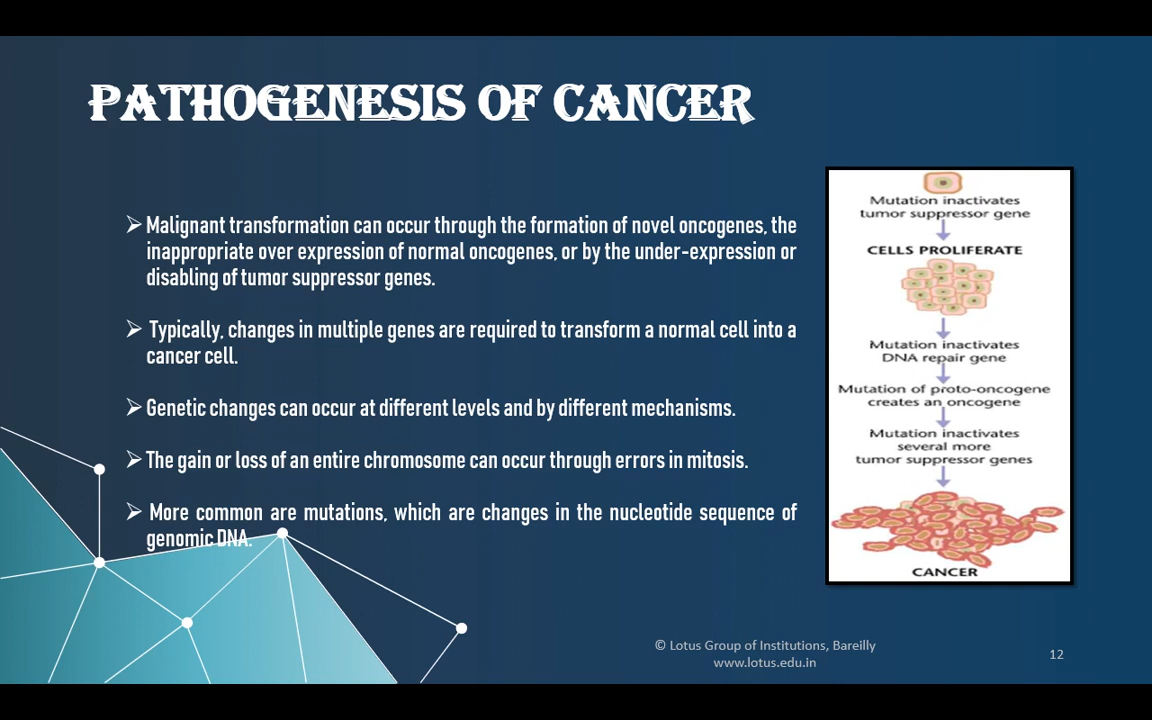 PATHOGENESIS OF CANCER
➢ Malignant transformation can occur through the formation of novel oncogenes, the
inappropriate over expression of normal oncogenes, or by the under-expression or
disabling of tumor suppressor genes.
➢ Typically, changes in multiple genes are required to transform a normal cell into a
cancer cell.
➢ Genetic changes can occur at different levels and by different mechanisms.
➢ The gain or loss of an entire chromosome can occur through errors in mitosis.
➢ More common are mutations, which are changes in the nucleotide sequence of
genomic DNA.
Mutation inactivates
tumor suppressor gene
CELLS PROLIFERATE
Mutation inactivates
DNA repair gene
Mutation of proto-oncogene
creates an oncogene
Mutation inactivates
several more
tumor suppressor genes
CANCER
© Lotus Group of Institutions, Bareilly
www.lotus.edu.in
12